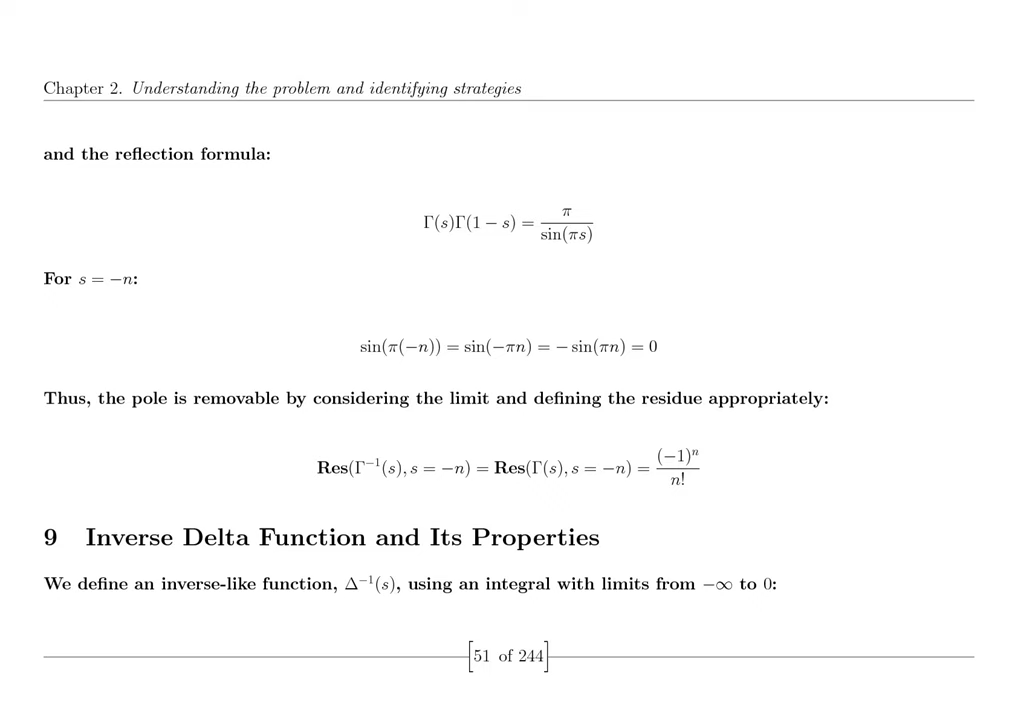 Chapter 2. Understanding the problem and identifying strategies
and the reflection formula:
Γ(s)Γ(1 − s) = π / sin(πs)
For s = −n:
sin(π(−n)) = sin(−πn) = − sin(πn) = 0
Thus, the pole is removable by considering the limit and defining the residue appropriately:
Res(Γ⁻¹(s), s = −n) = Res(Γ(s), s = −n) = (−1)ⁿ / n!
9 Inverse Delta Function and Its Properties
We define an inverse-like function, Δ⁻¹(s), using an integral with limits from −∞ to 0:
[51 of 244]